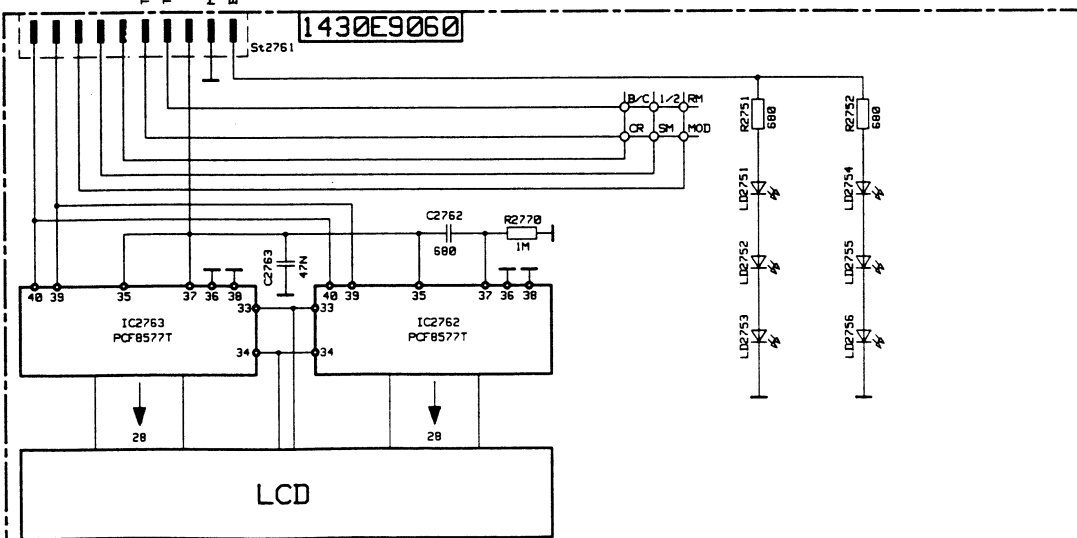 1430E9060
St2761
B/C 1/2 RM
CR SM MOD
R2751
680
R2752
680
LD2751
LD2754
C2762
680
R2770
1M
C2763
47N
LD2752
LD2755
40 39 35 37 36 38
40 39 35 37 36 38
33 33
IC2763
PCF8577T
IC2762
PCF8577T
34 34
LD2753
LD2756
28
28
LCD